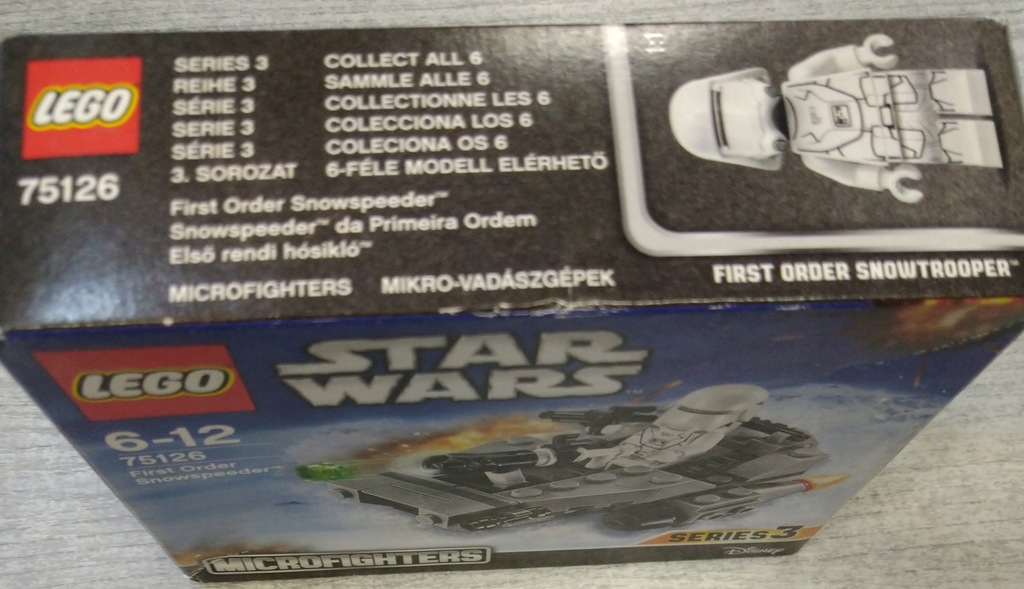 LEGO
75126
SERIES 3 COLLECT ALL 6
REIHE 3 SAMMLE ALLE 6
SÉRIE 3 COLLECTIONNE LES 6
SERIE 3 COLECCIONA LOS 6
SÉRIE 3 COLECIONA OS 6
3. SOROZAT 6-FÉLE MODELL ELÉRHETŐ
First Order Snowspeeder™
Snowspeeder™ da Primeira Ordem
Első rendi hósikló™
MICROFIGHTERS MIKRO-VADÁSZGÉPEK
1:1
FIRST ORDER SNOWTROOPER™
LEGO
STAR
WARS™
6-12
75126
First Order
Snowspeeder™
SERIES 3
Disney
MICROFIGHTERS